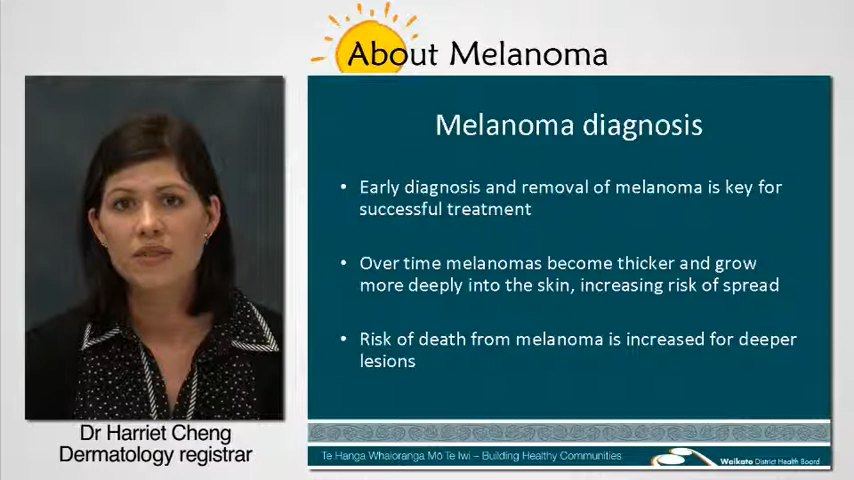 About Melanoma
Melanoma diagnosis
• Early diagnosis and removal of melanoma is key for
successful treatment
• Over time melanomas become thicker and grow
more deeply into the skin, increasing risk of spread
• Risk of death from melanoma is increased for deeper
lesions
Dr Harriet Cheng
Dermatology registrar
Te Hanga Whaioranga Mō Te Iwi – Building Healthy Communities
Waikato District Health Board